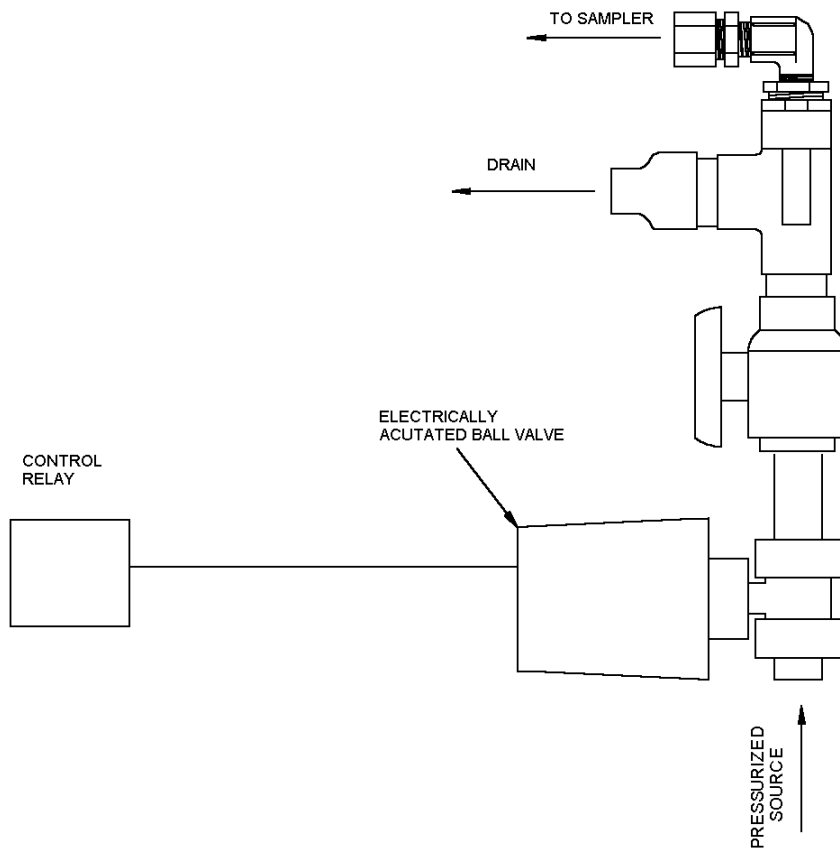 TO SAMPLER
DRAIN
ELECTRICALLY
ACUTATED BALL VALVE
CONTROL
RELAY
PRESSURIZED
SOURCE